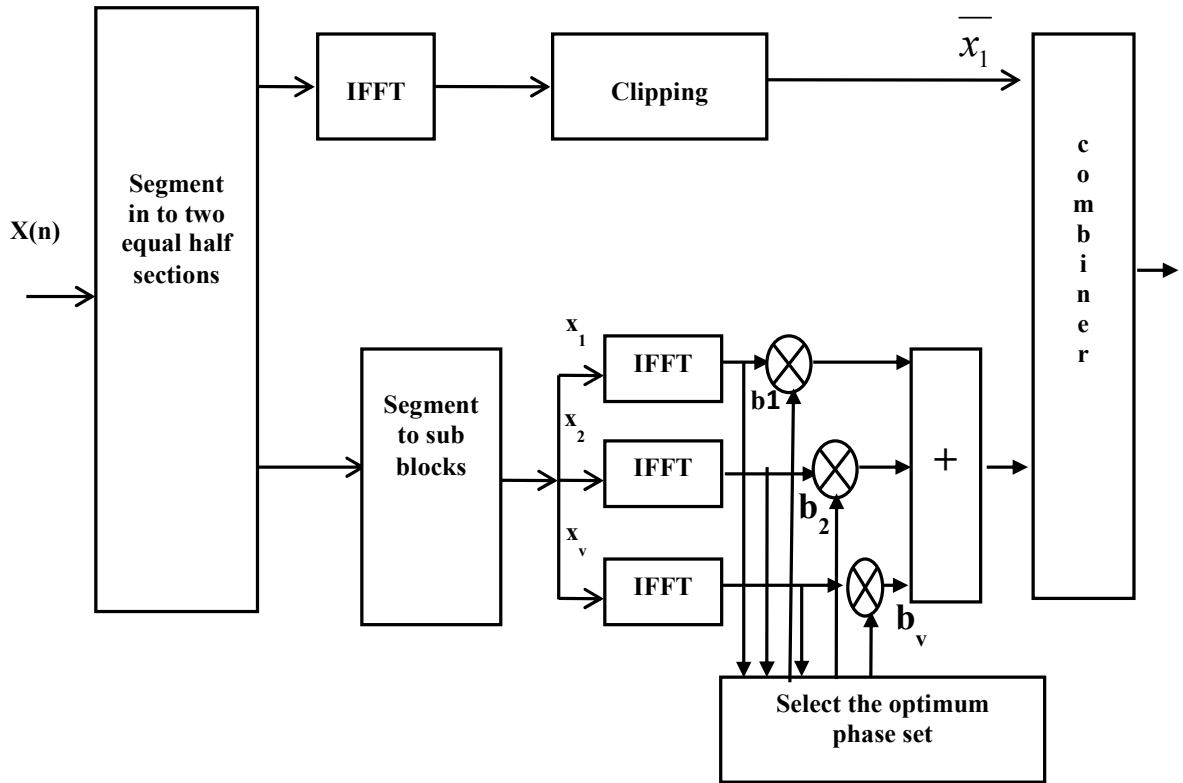 X(n)
Segment
in to two
equal half
sections
IFFT
Clipping
x̅₁
c
o
m
b
i
n
e
r
Segment
to sub
blocks
x₁
IFFT
b1
x₂
IFFT
b₂
xᵥ
IFFT
bᵥ
+
Select the optimum
phase set